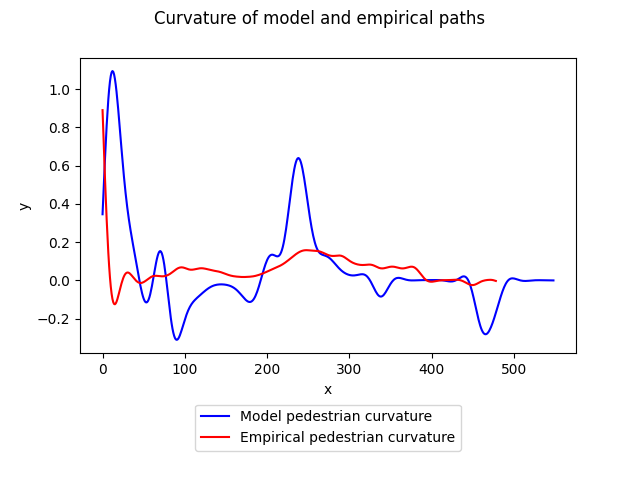 Curvature of model and empirical paths
1.0
0.8
0.6
0.4
0.2
0.0
−0.2
y
0 100 200 300 400 500
x
Model pedestrian curvature
Empirical pedestrian curvature